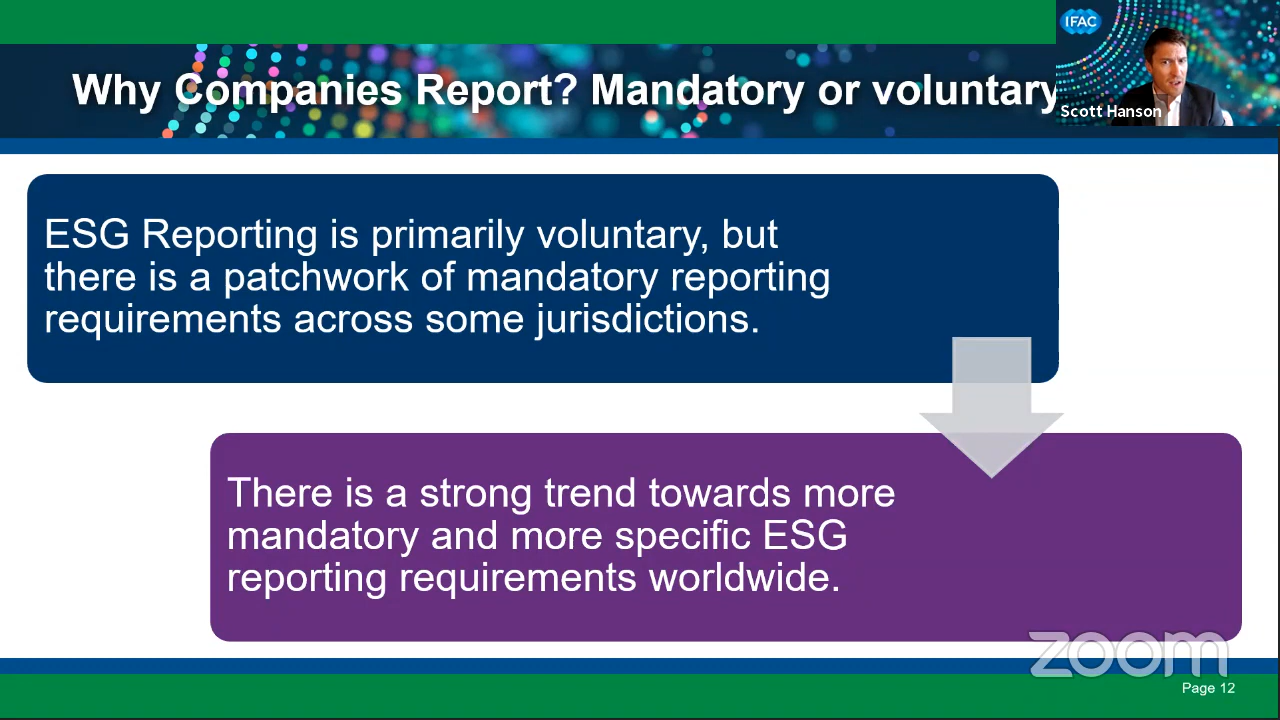 IFAC
Why Companies Report? Mandatory or voluntary
Scott Hanson
ESG Reporting is primarily voluntary, but
there is a patchwork of mandatory reporting
requirements across some jurisdictions.
There is a strong trend towards more
mandatory and more specific ESG
reporting requirements worldwide.
zoom
Page 12